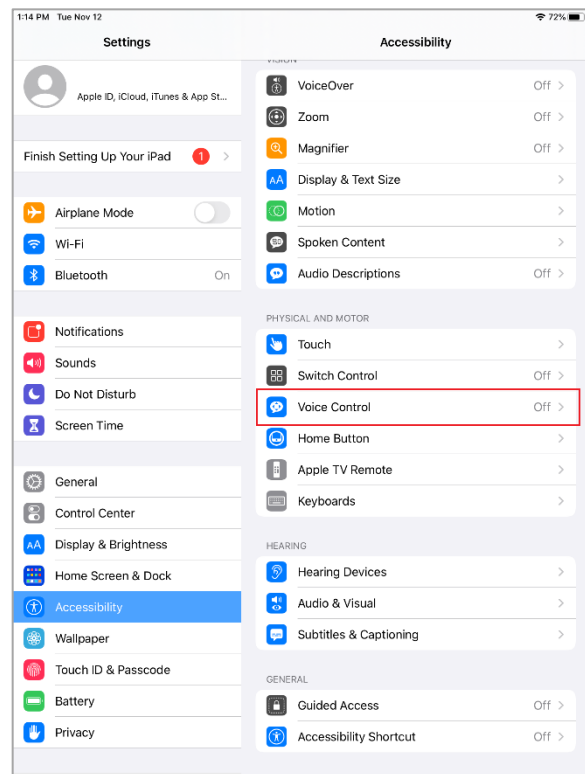 1:14 PM Tue Nov 12
72%
Settings
Accessibility
Apple ID, iCloud, iTunes & App St...
Finish Setting Up Your iPad 1
Airplane Mode
Wi-Fi
Bluetooth On
Notifications
Sounds
Do Not Disturb
Screen Time
General
Control Center
AA Display & Brightness
Home Screen & Dock
Accessibility
Wallpaper
Touch ID & Passcode
Battery
Privacy
VISION
VoiceOver Off
Zoom Off
Magnifier Off
AA Display & Text Size
Motion
Spoken Content
Audio Descriptions Off
PHYSICAL AND MOTOR
Touch
Switch Control Off
Voice Control Off
Home Button
Apple TV Remote
Keyboards
HEARING
Hearing Devices
Audio & Visual
Subtitles & Captioning
GENERAL
Guided Access Off
Accessibility Shortcut Off